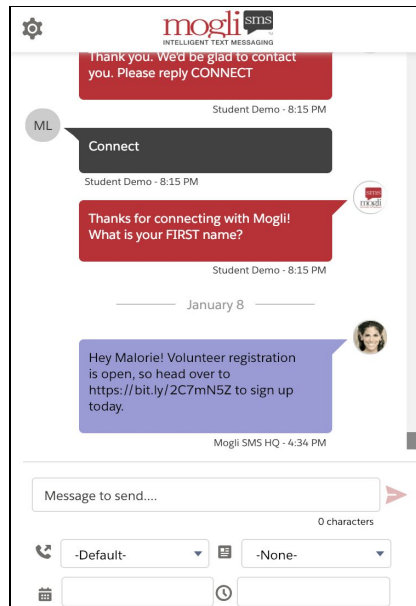 mogli sms
INTELLIGENT TEXT MESSAGING
Thank you. We'd be glad to contact
you. Please reply CONNECT
Student Demo - 8:15 PM
ML
Connect
Student Demo - 8:15 PM
sms
mogli
Thanks for connecting with Mogli!
What is your FIRST name?
Student Demo - 8:15 PM
January 8
Hey Malorie! Volunteer registration
is open, so head over to
https://bit.ly/2C7mN5Z to sign up
today.
Mogli SMS HQ - 4:34 PM
Message to send....
0 characters
-Default-
-None-